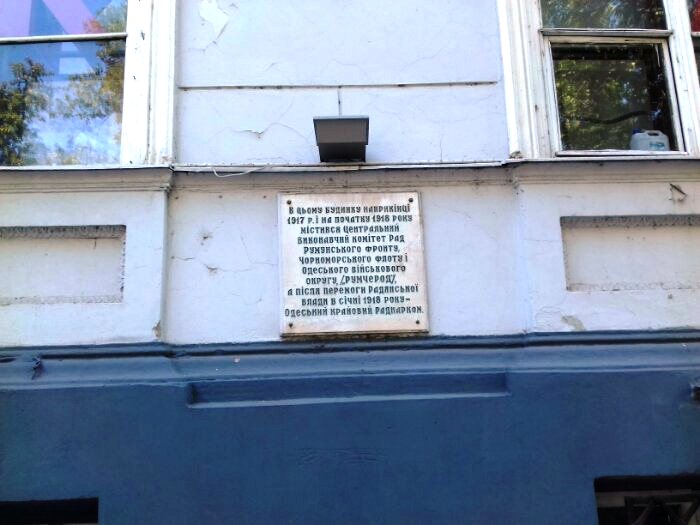 В ЦЬОМУ БУДИНКУ НАПРИКІНЦІ
1917 Р. І НА ПОЧАТКУ 1918 РОКУ
МІСТИВСЯ ЦЕНТРАЛЬНИЙ
ВИКОНАВЧИЙ КОМІТЕТ РАД
РУМУНСЬКОГО ФРОНТУ,
ЧОРНОМОРСЬКОГО ФЛОТУ І
ОДЕСЬКОГО ВІЙСЬКОВОГО
ОКРУГУ, /РУМЧЕРОД/,
А ПІСЛЯ ПЕРЕМОГИ РАДЯНСЬКОЇ
ВЛАДИ В СІЧНІ 1918 РОКУ–
ОДЕСЬКИЙ КРАЙОВИЙ РАДНАРКОМ.